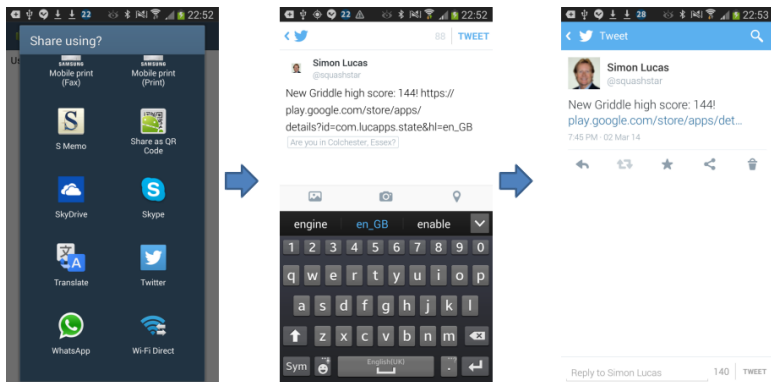 22
22:52
Share using?
SAMSUNG
SAMSUNG
Mobile print
(Fax)
Mobile print
(Print)
S
S Memo
Share as QR
Code
SkyDrive
Skype
Translate
Twitter
WhatsApp
Wi-Fi Direct
22
22:52
88
TWEET
Simon Lucas
@squashstar
New Griddle high score: 144! https://
play.google.com/store/apps/
details?id=com.lucapps.state&hl=en_GB
Are you in Colchester, Essex?
engine en_GB enable
1 2 3 4 5 6 7 8 9 0
q w e r t y u i o p
a s d f g h j k l
z x c v b n m
Sym
English(UK)
.
28
22:53
Tweet
Simon Lucas
@squashstar
New Griddle high score: 144!
play.google.com/store/apps/det...
7:45 PM · 02 Mar 14
Reply to Simon Lucas 140 TWEET